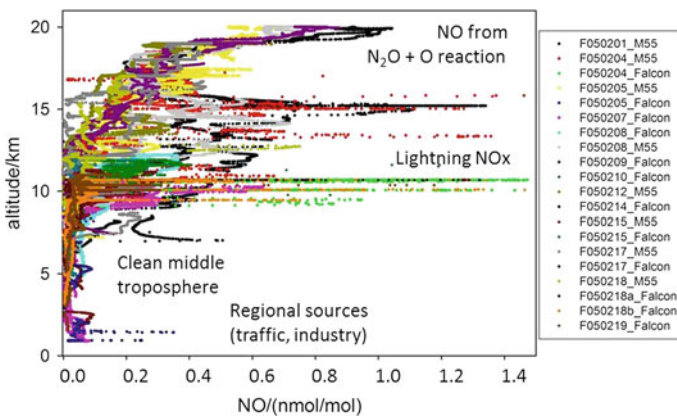 20
15
10
5
0
altitude/km
NO from
N₂O + O reaction
Lightning NOx
Clean middle
troposphere
Regional sources
(traffic, industry)
0.0 0.2 0.4 0.6 0.8 1.0 1.2 1.4
NO/(nmol/mol)
F050201_M55
F050204_M55
F050204_Falcon
F050205_M55
F050205_Falcon
F050207_Falcon
F050208_Falcon
F050208_M55
F050209_Falcon
F050210_Falcon
F050212_M55
F050214_Falcon
F050215_M55
F050215_Falcon
F050217_M55
F050217_Falcon
F050218_M55
F050218a_Falcon
F050218b_Falcon
F050219_Falcon